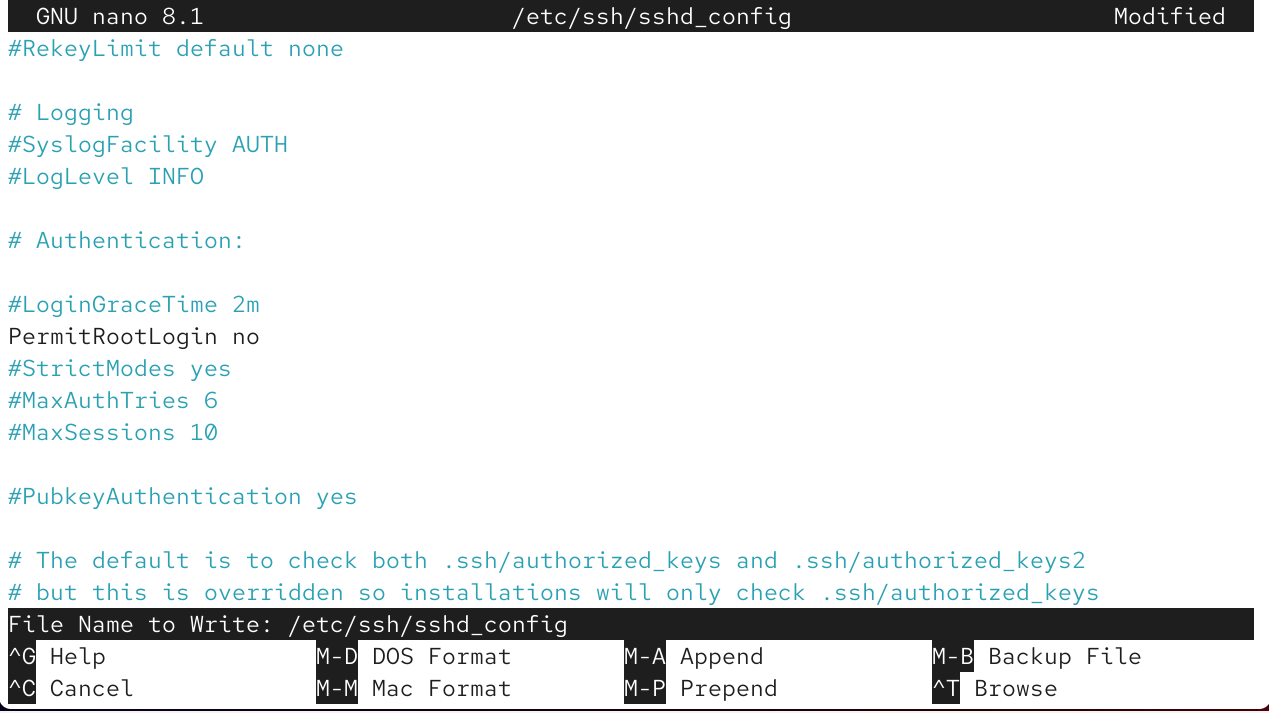 GNU nano 8.1 /etc/ssh/sshd_config Modified
#RekeyLimit default none
# Logging
#SyslogFacility AUTH
#LogLevel INFO
# Authentication:
#LoginGraceTime 2m
PermitRootLogin no
#StrictModes yes
#MaxAuthTries 6
#MaxSessions 10
#PubkeyAuthentication yes
# The default is to check both .ssh/authorized_keys and .ssh/authorized_keys2
# but this is overridden so installations will only check .ssh/authorized_keys
File Name to Write: /etc/ssh/sshd_config
^G Help M-D DOS Format M-A Append M-B Backup File
^C Cancel M-M Mac Format M-P Prepend ^T Browse